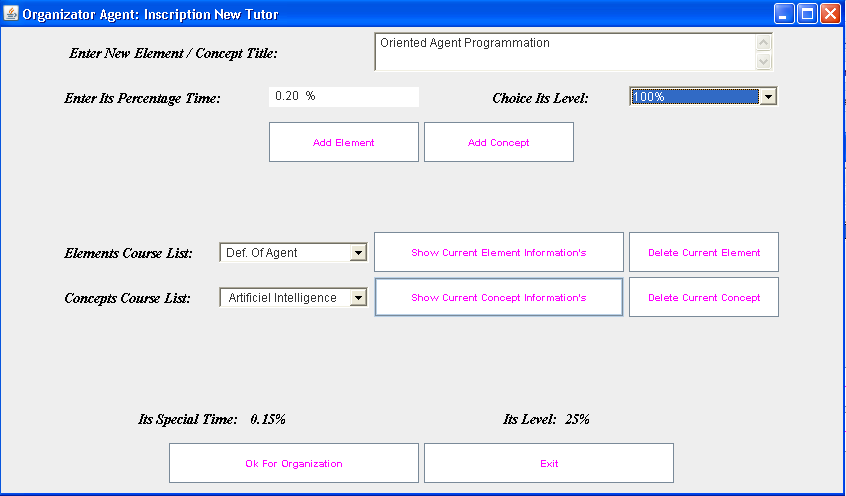 Organizator Agent: Inscription New Tutor
Enter New Element / Concept Title: Oriented Agent Programmation
Enter Its Percentage Time: 0.20 % Choice Its Level: 100%
Add Element Add Concept
Elements Course List: Def. Of Agent Show Current Element Information's Delete Current Element
Concepts Course List: Artificiel Intelligence Show Current Concept Information's Delete Current Concept
Its Special Time: 0.15% Its Level: 25%
Ok For Organization Exit